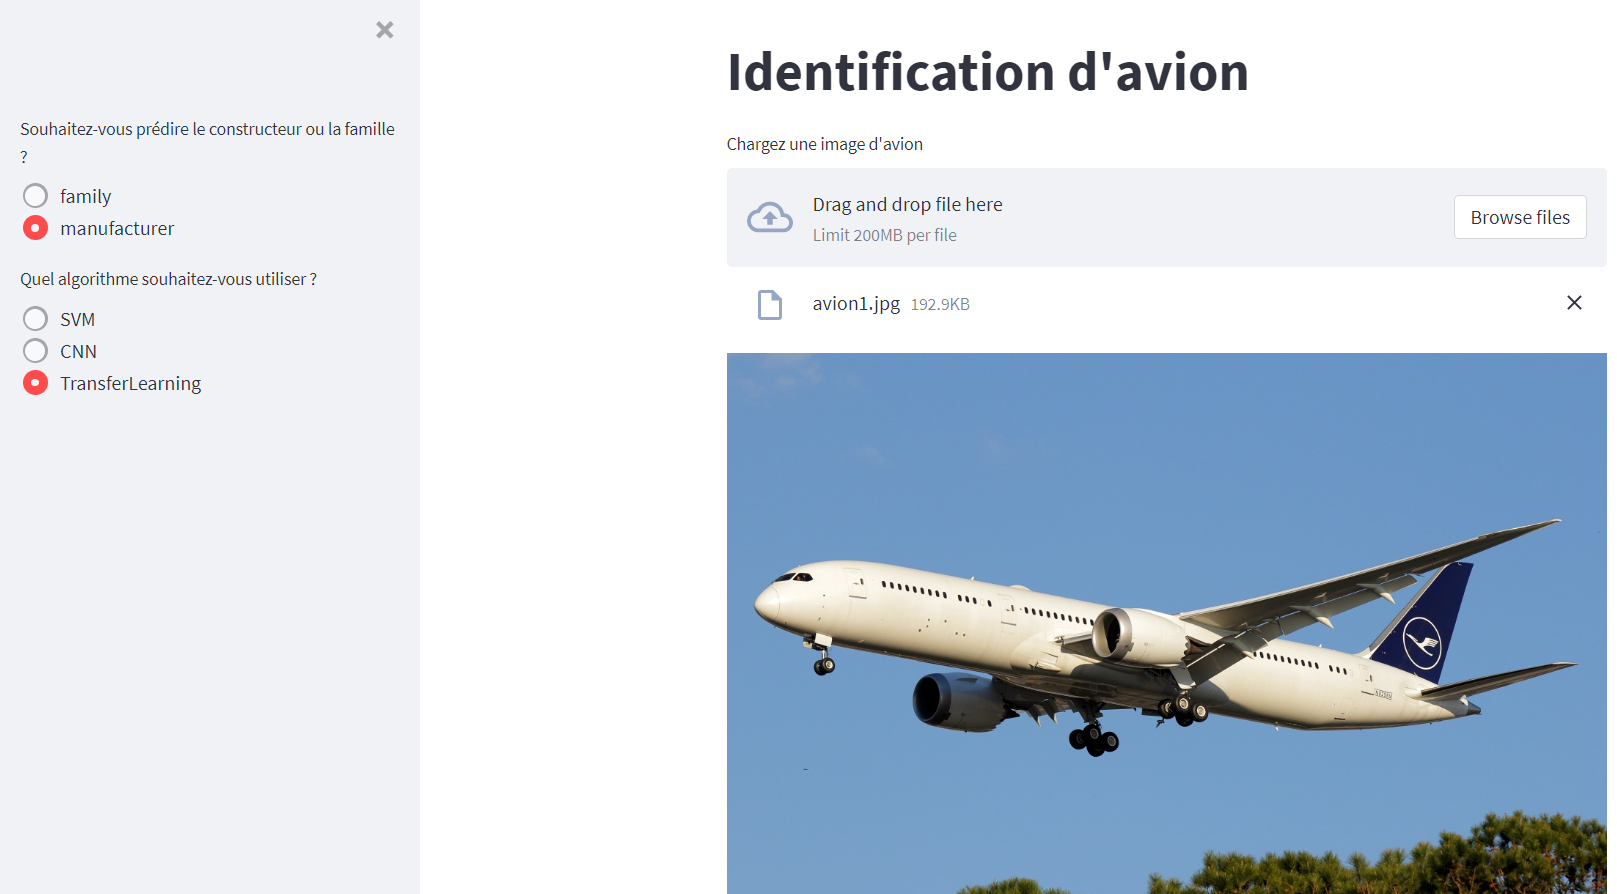 Souhaitez-vous prédire le constructeur ou la famille
?
family
manufacturer
Quel algorithme souhaitez-vous utiliser ?
SVM
CNN
TransferLearning
Identification d'avion
Chargez une image d'avion
Drag and drop file here
Limit 200MB per file
Browse files
avion1.jpg 192.9KB